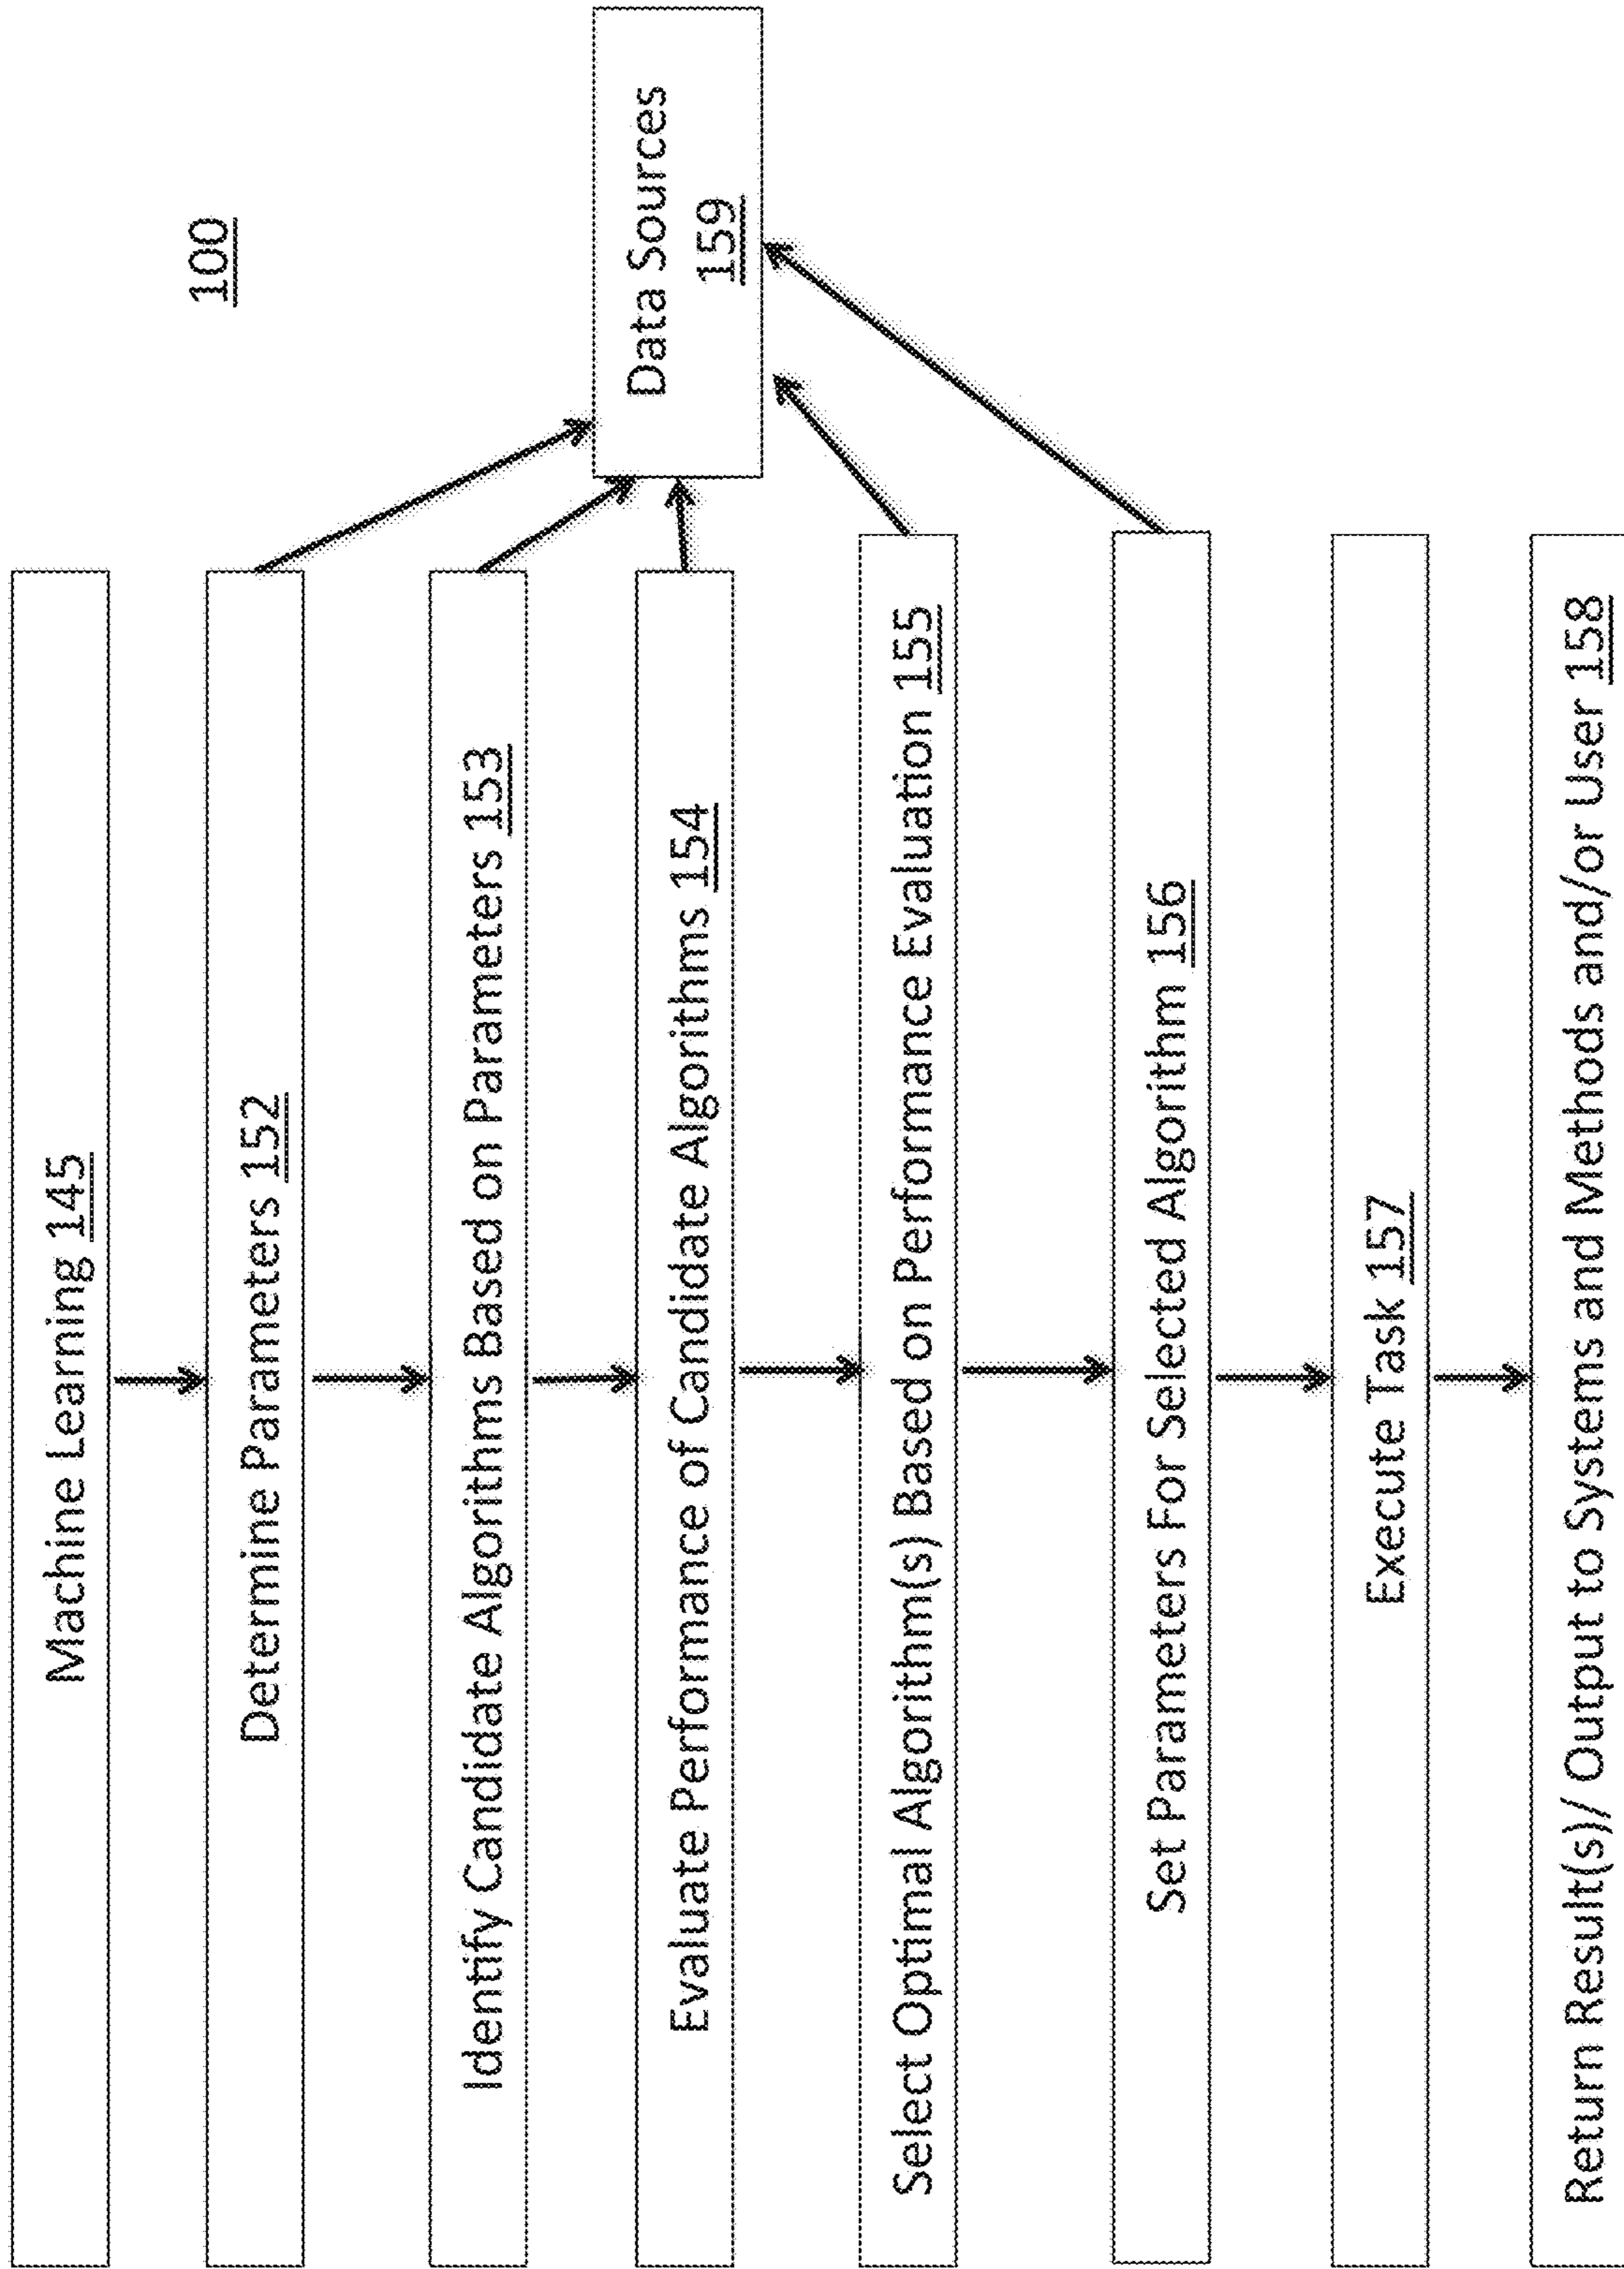 100
Machine Learning 145
Determine Parameters 152
Identify Candidate Algorithms Based on Parameters 153
Evaluate Performance of Candidate Algorithms 154
Data Sources
159
Select Optimal Algorithm(s) Based on Performance Evaluation 155
Set Parameters For Selected Algorithm 156
Execute Task 157
Return Result(s)/ Output to Systems and Methods and/or User 158